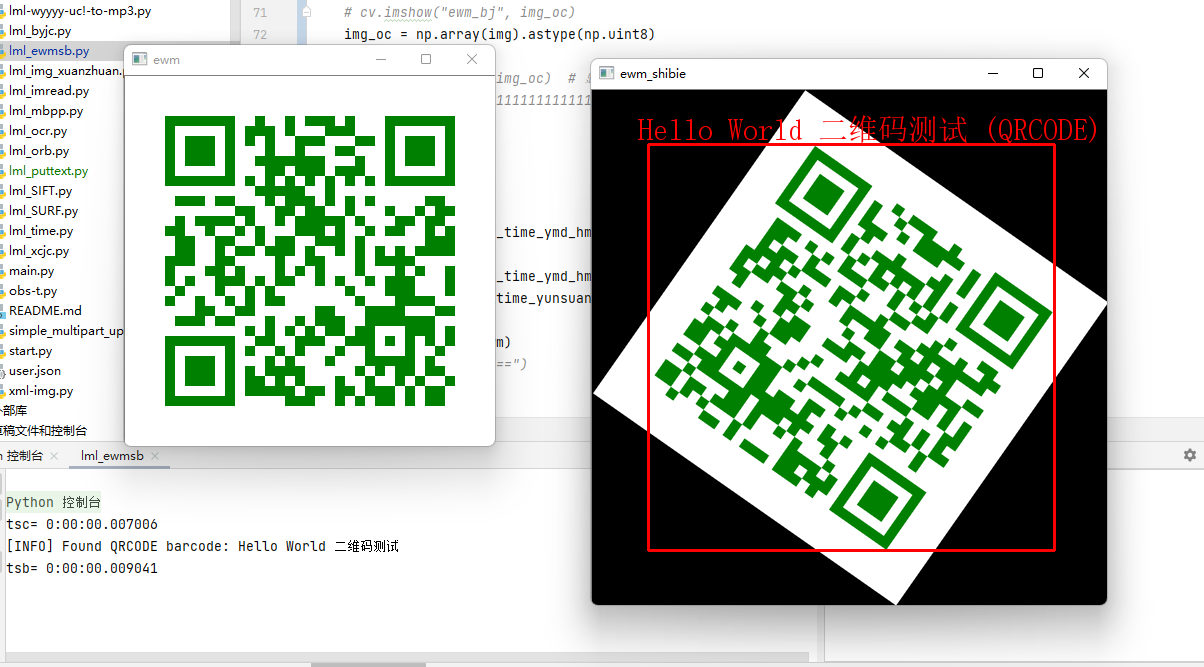 lml-wyyyy-uc!-to-mp3.py
lml_byjc.py
lml_ewmsb.py
lml_img_xuanzhuan.
lml_imread.py
lml_mbpp.py
lml_ocr.py
lml_orb.py
lml_puttext.py
lml_SIFT.py
lml_SURF.py
lml_time.py
lml_xcjc.py
main.py
obs-t.py
README.md
simple_multipart_up
start.py
user.json
xml-img.py
部库
草稿文件和控制台
71 # cv.imshow("ewm_bj", img_oc)
72 img_oc = np.array(img).astype(np.uint8)
img_oc) #
_time_ymd_hm
_time_ymd_hm
time_yunsuan
m)
==")
ewm
ewm_shibie
Hello World 二维码测试 (QRCODE)
控制台
lml_ewmsb
Python 控制台
tsc= 0:00:00.007006
[INFO] Found QRCODE barcode: Hello World 二维码测试
tsb= 0:00:00.009041